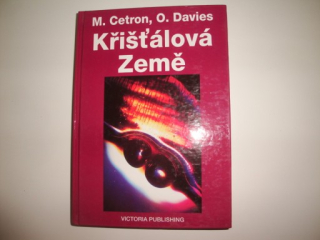 M. Cetron, O. Davies
Křišťálová
Země
VICTORIA PUBLISHING